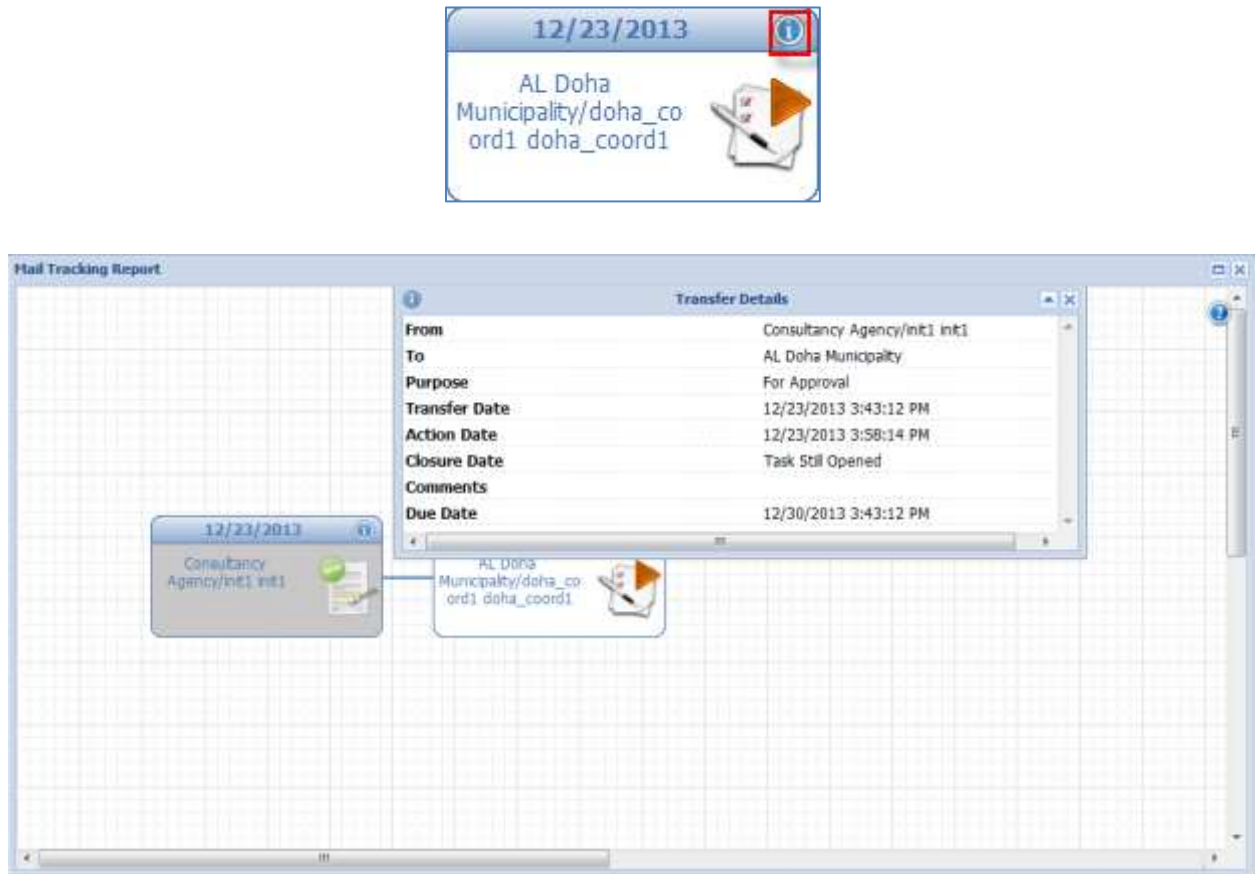 12/23/2013
AL Doha
Municipality/doha_co
ord1 doha_coord1
Mail Tracking Report
Transfer Details
From Consultancy Agency/init1 init1
To AL Doha Municipality
Purpose For Approval
Transfer Date 12/23/2013 3:43:12 PM
Action Date 12/23/2013 3:58:14 PM
Closure Date Task Still Opened
Comments
Due Date 12/30/2013 3:43:12 PM
12/23/2013
Consultancy
Agency/init1 init1
AL Doha
Municipality/doha_co
ord1 doha_coord1